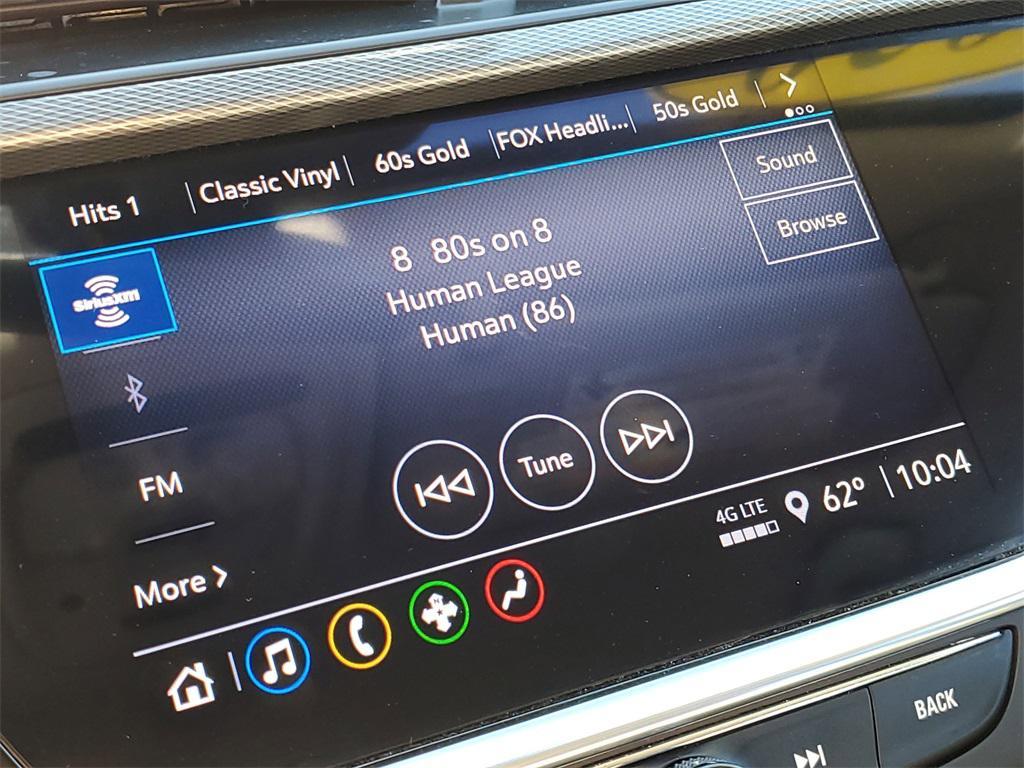 Hits 1 Classic Vinyl 60s Gold FOX Headli... 50s Gold
Sound
Browse
SiriusXM
8 80s on 8
Human League
Human (86)
FM
Tune
More
4G LTE 62° 10:04
BACK